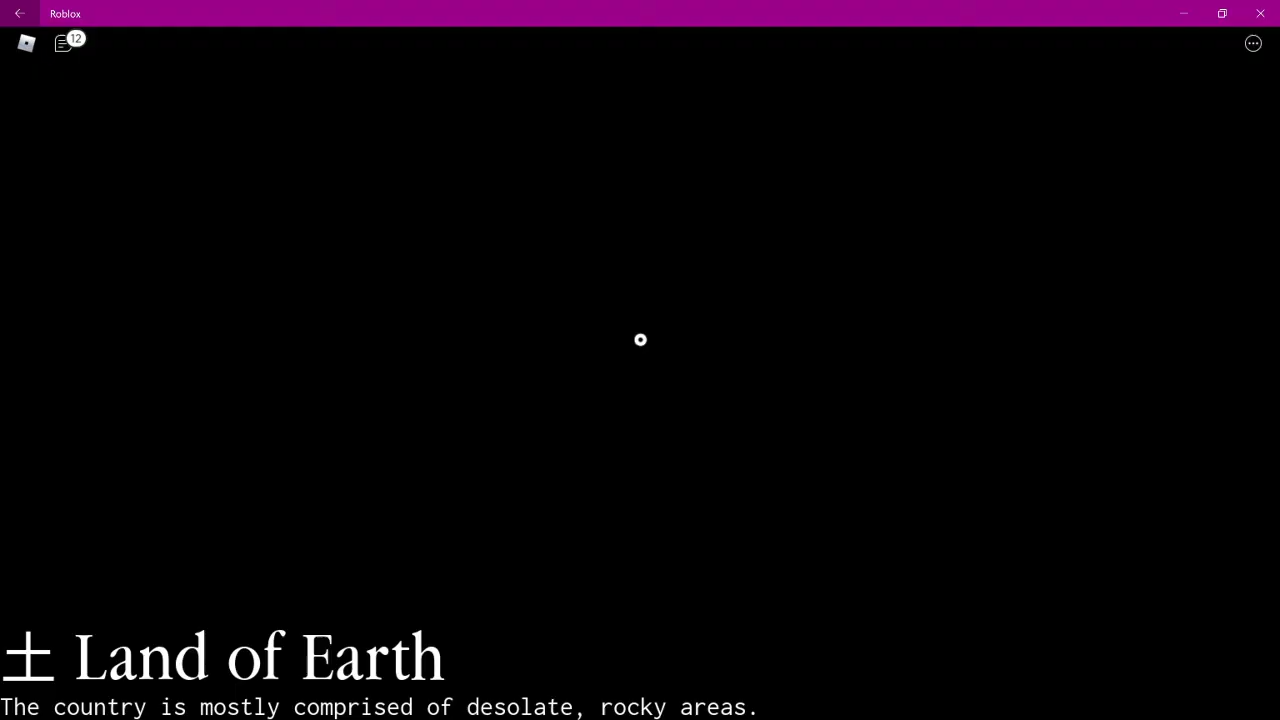 Roblox
12
土 Land of Earth
The country is mostly comprised of desolate, rocky areas.